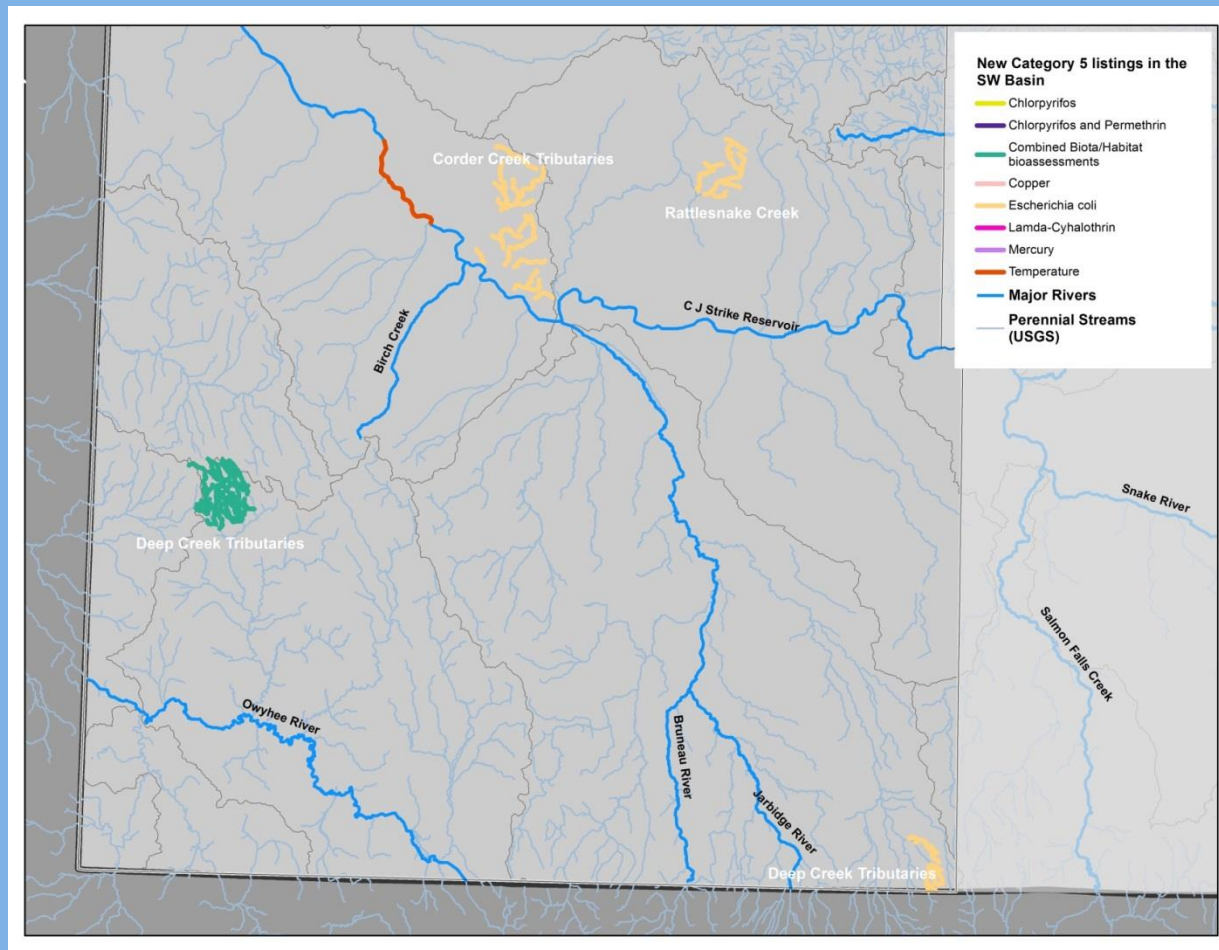 New Category 5 listings in the
SW Basin
Chlorpyrifos
Chlorpyrifos and Permethrin
Combined Biota/Habitat
bioassessments
Copper
Escherichia coli
Lamda-Cyhalothrin
Mercury
Temperature
Major Rivers
Perennial Streams
(USGS)
Corder Creek Tributaries
Rattlesnake Creek
C J Strike Reservoir
Birch Creek
Snake River
Deep Creek Tributaries
Salmon Falls Creek
Owyhee River
Bruneau River
Jarbidge River
Deep Creek Tributaries